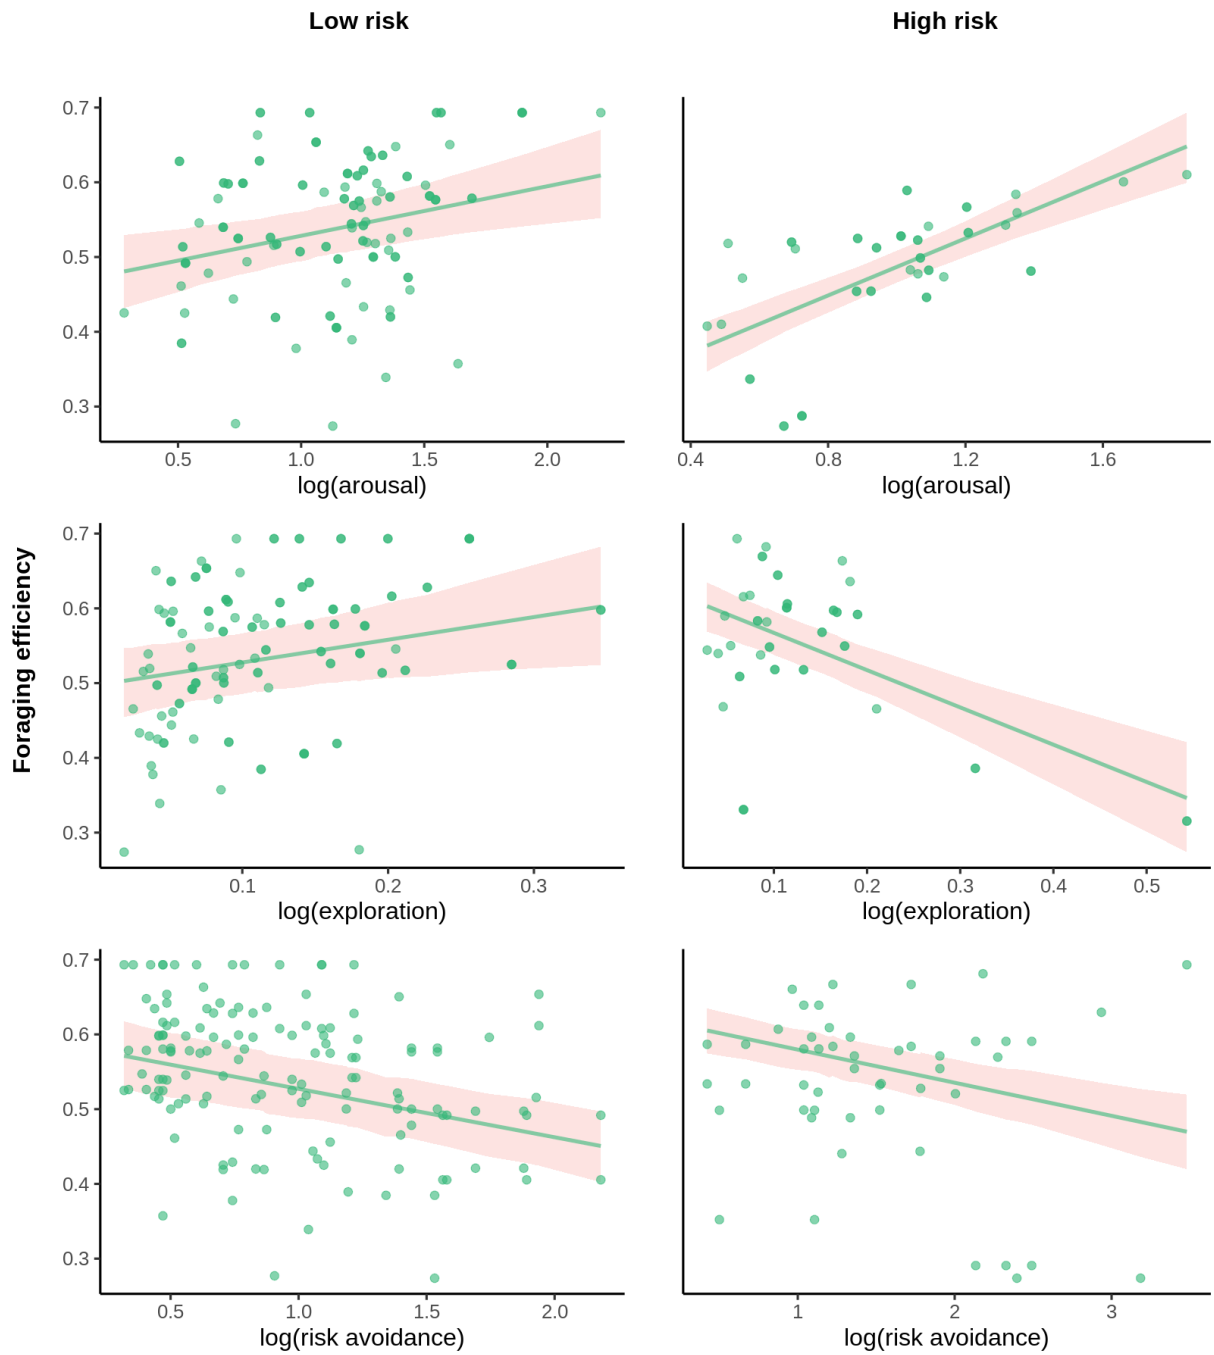 Low risk
High risk
0.7
0.6
0.5
0.4
0.3
0.5 1.0 1.5 2.0
log(arousal)
0.4 0.8 1.2 1.6
log(arousal)
Foraging efficiency
0.7
0.6
0.5
0.4
0.3
0.1 0.2 0.3
log(exploration)
0.1 0.2 0.3 0.4 0.5
log(exploration)
0.7
0.6
0.5
0.4
0.3
0.5 1.0 1.5 2.0
log(risk avoidance)
1 2 3
log(risk avoidance)